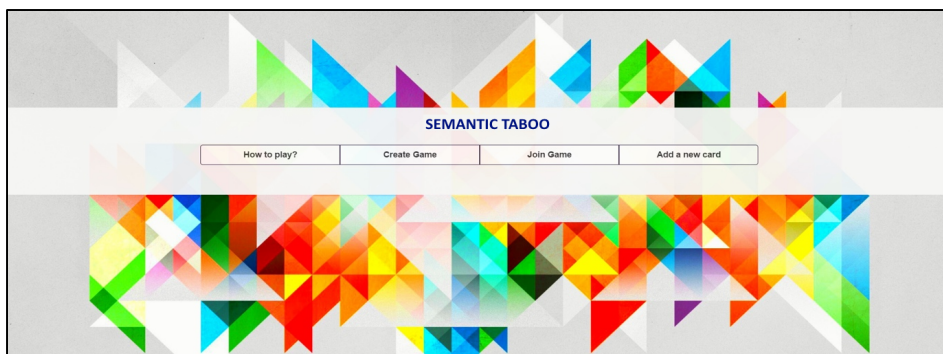 SEMANTIC TABOO
How to play? Create Game Join Game Add a new card